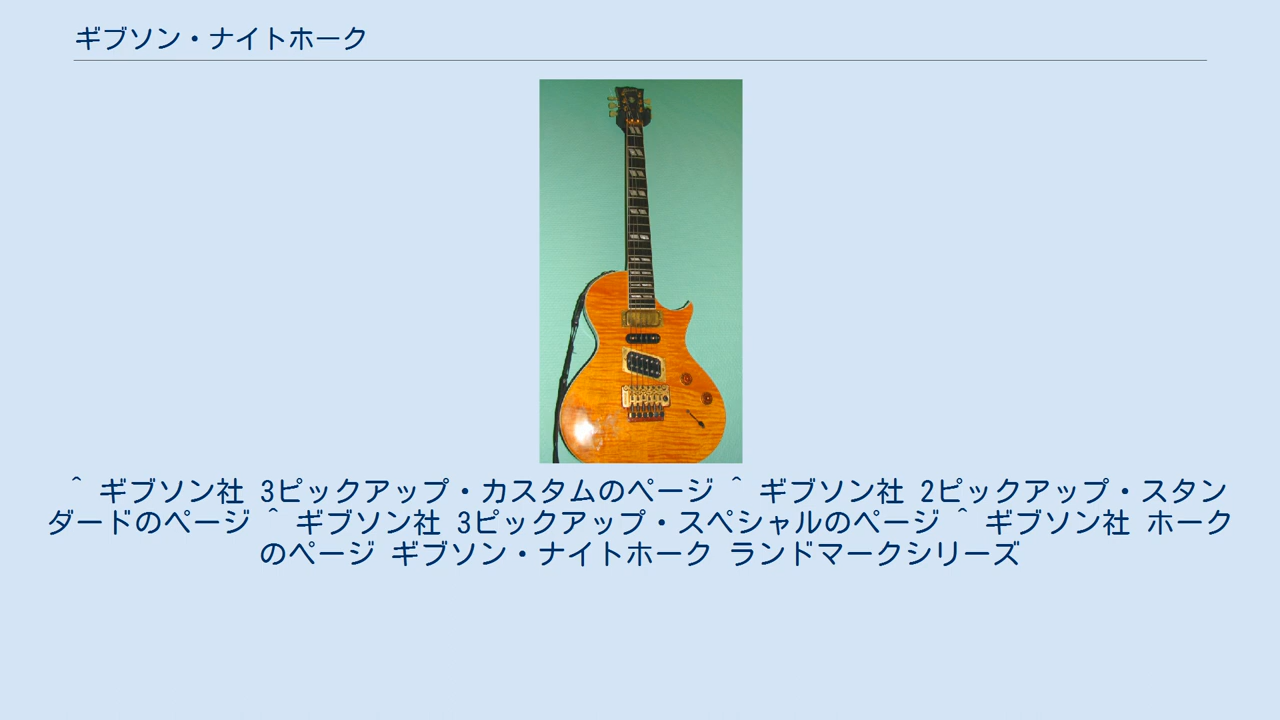 ギブソン・ナイトホーク
^ ギブソン社 3ピックアップ・カスタムのページ ^ ギブソン社 2ピックアップ・スタン
ダードのページ ^ ギブソン社 3ピックアップ・スペシャルのページ ^ ギブソン社 ホーク
のページ ギブソン・ナイトホーク ランドマークシリーズ